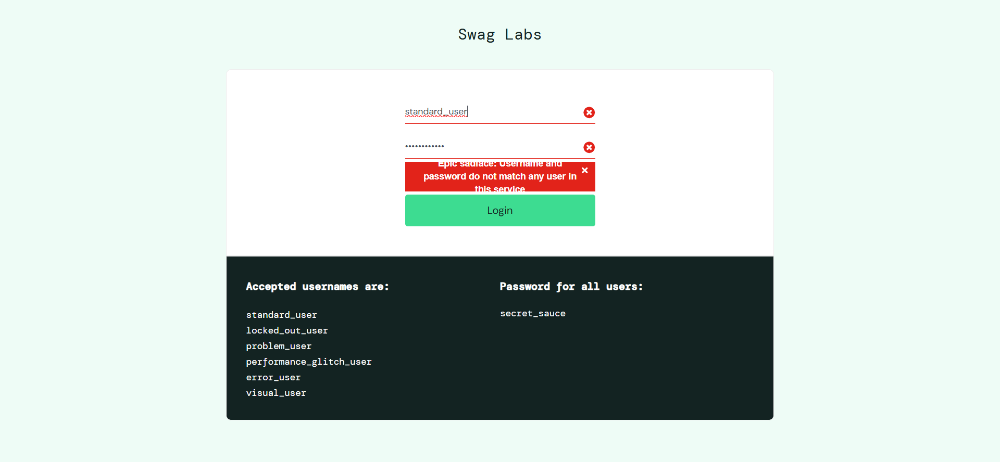 Swag Labs
standard_user
••••••••••••
Epic sadface: Username and
password do not match any user in
this service
Login
Accepted usernames are:
Password for all users:
standard_user
secret_sauce
locked_out_user
problem_user
performance_glitch_user
error_user
visual_user